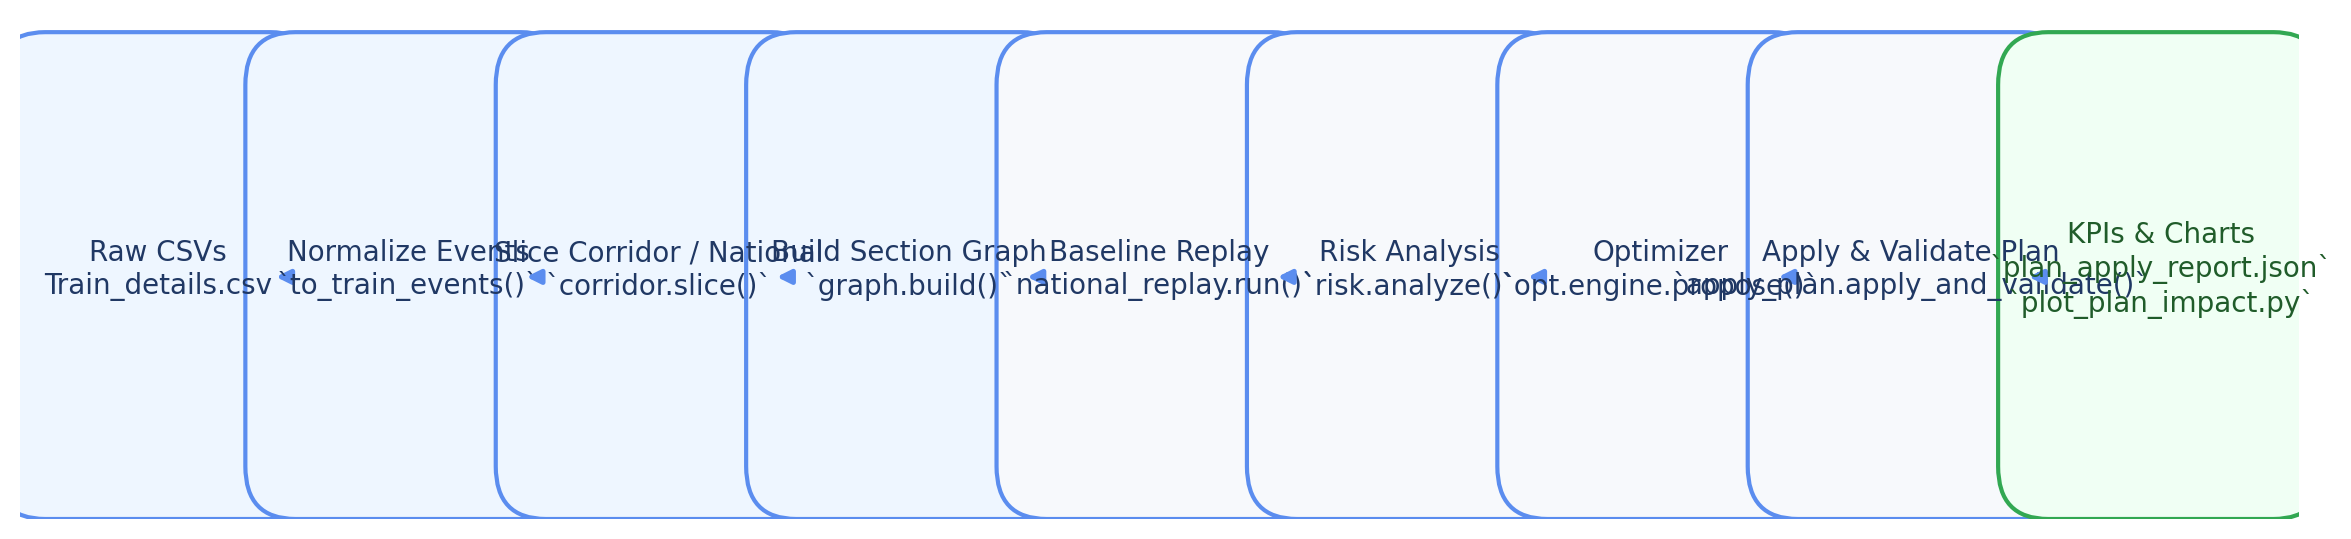 Raw CSVs
Train_details.csv
Normalize Events
`to_train_events()`
Slice Corridor / National
`corridor.slice()`
Build Section Graph
`graph.build()`
Baseline Replay
`national_replay.run()`
Risk Analysis
`risk.analyze()`
Optimizer
`opt.engine.propose()`
Apply & Validate Plan
`apply_plan.apply_and_validate()`
KPIs & Charts
`plan_apply_report.json`
`plot_plan_impact.py`